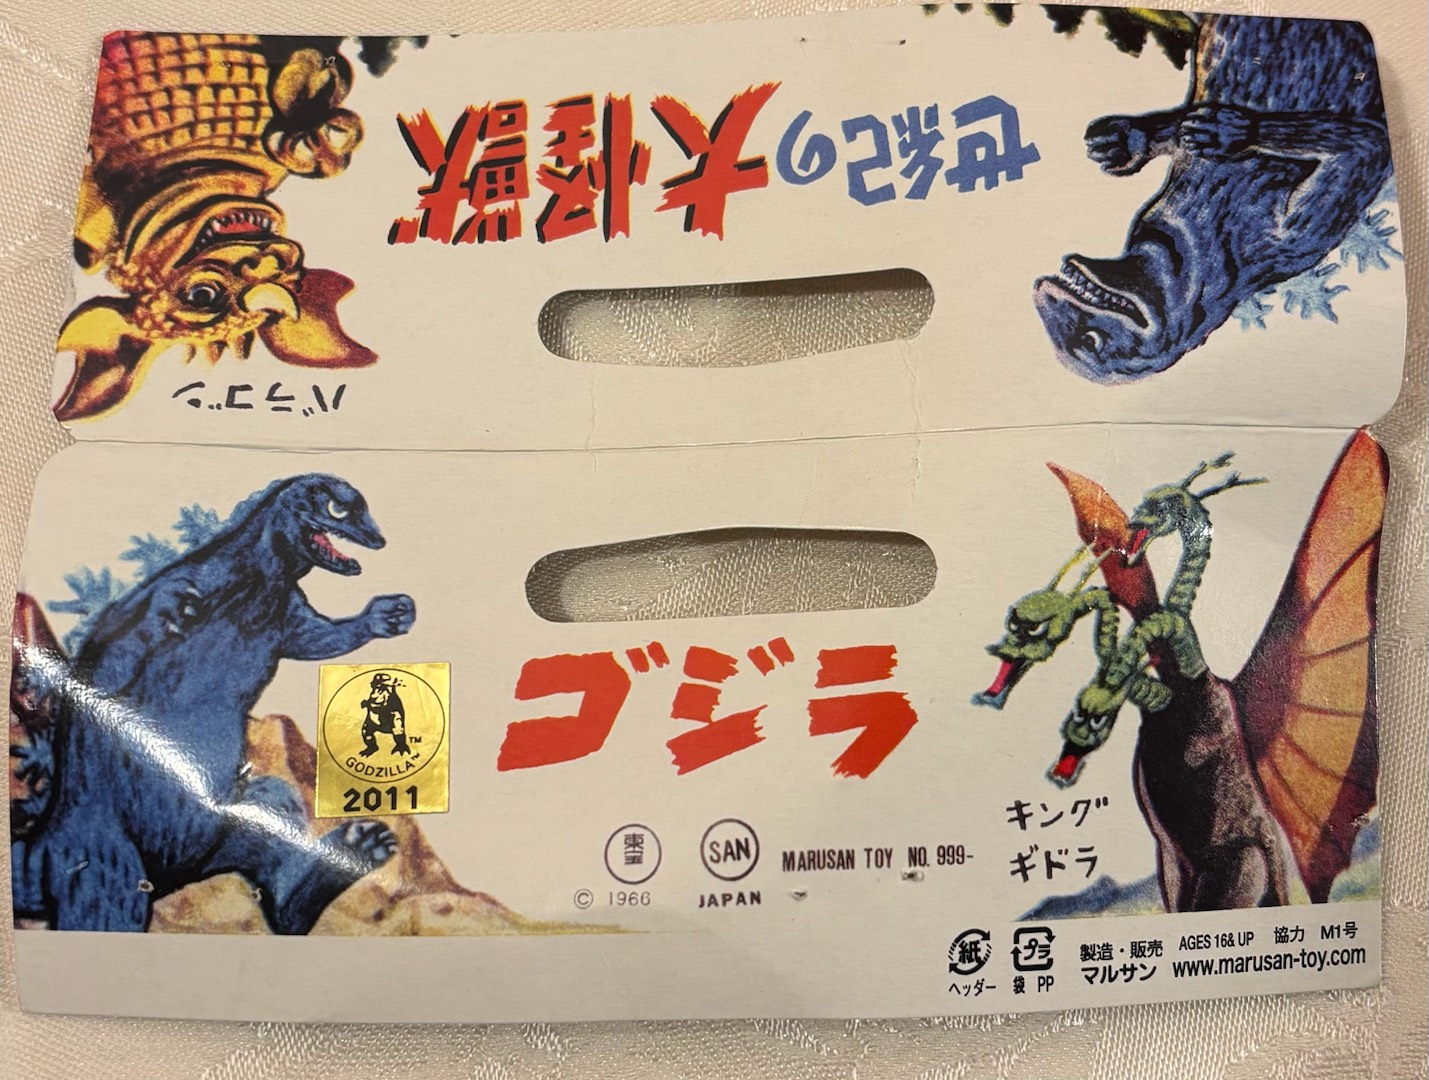 世紀の大怪獣
バラゴン
ゴジラ
GODZILLA™
TM
2011
東宝
© 1966
SAN
JAPAN
MARUSAN TOY NO. 999-
キング
ギドラ
紙
ヘッダー
プラ
袋 PP
製造・販売 AGES 16& UP 協力 M1号
マルサン www.marusan-toy.com